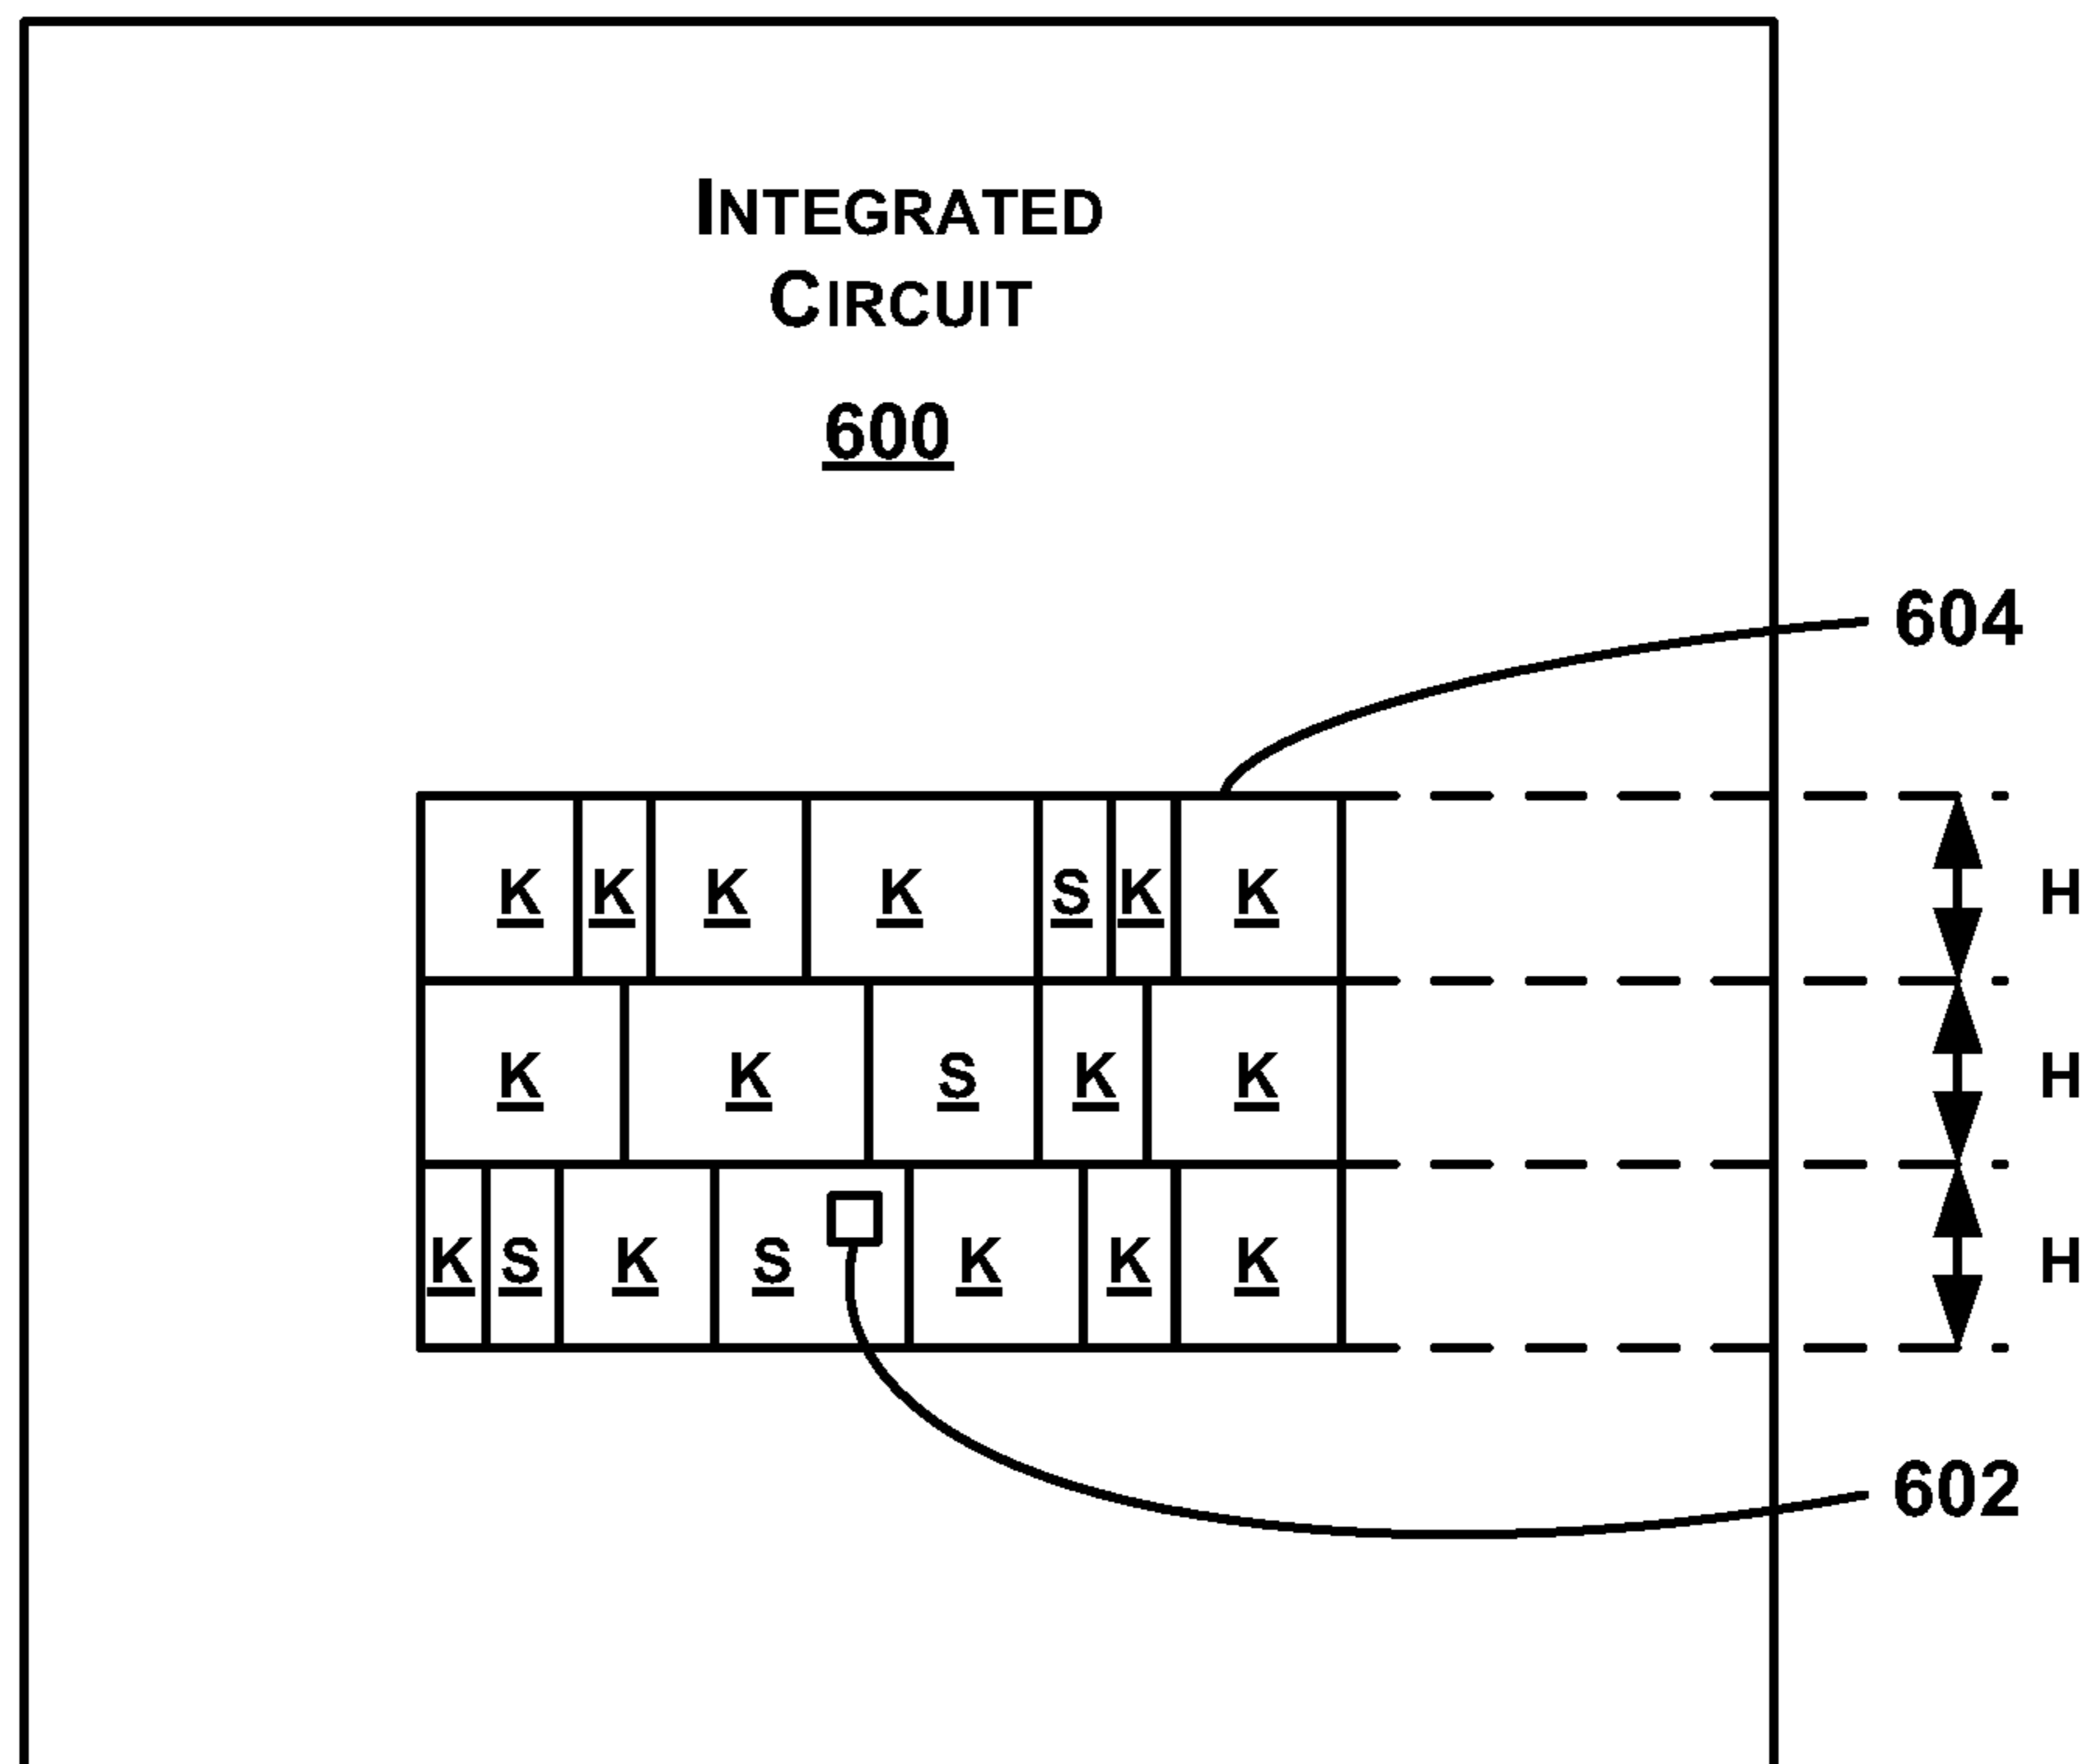 INTEGRATED
CIRCUIT
600
604
K K K K S K K H
K K S K K H
K S K S K K K H
602